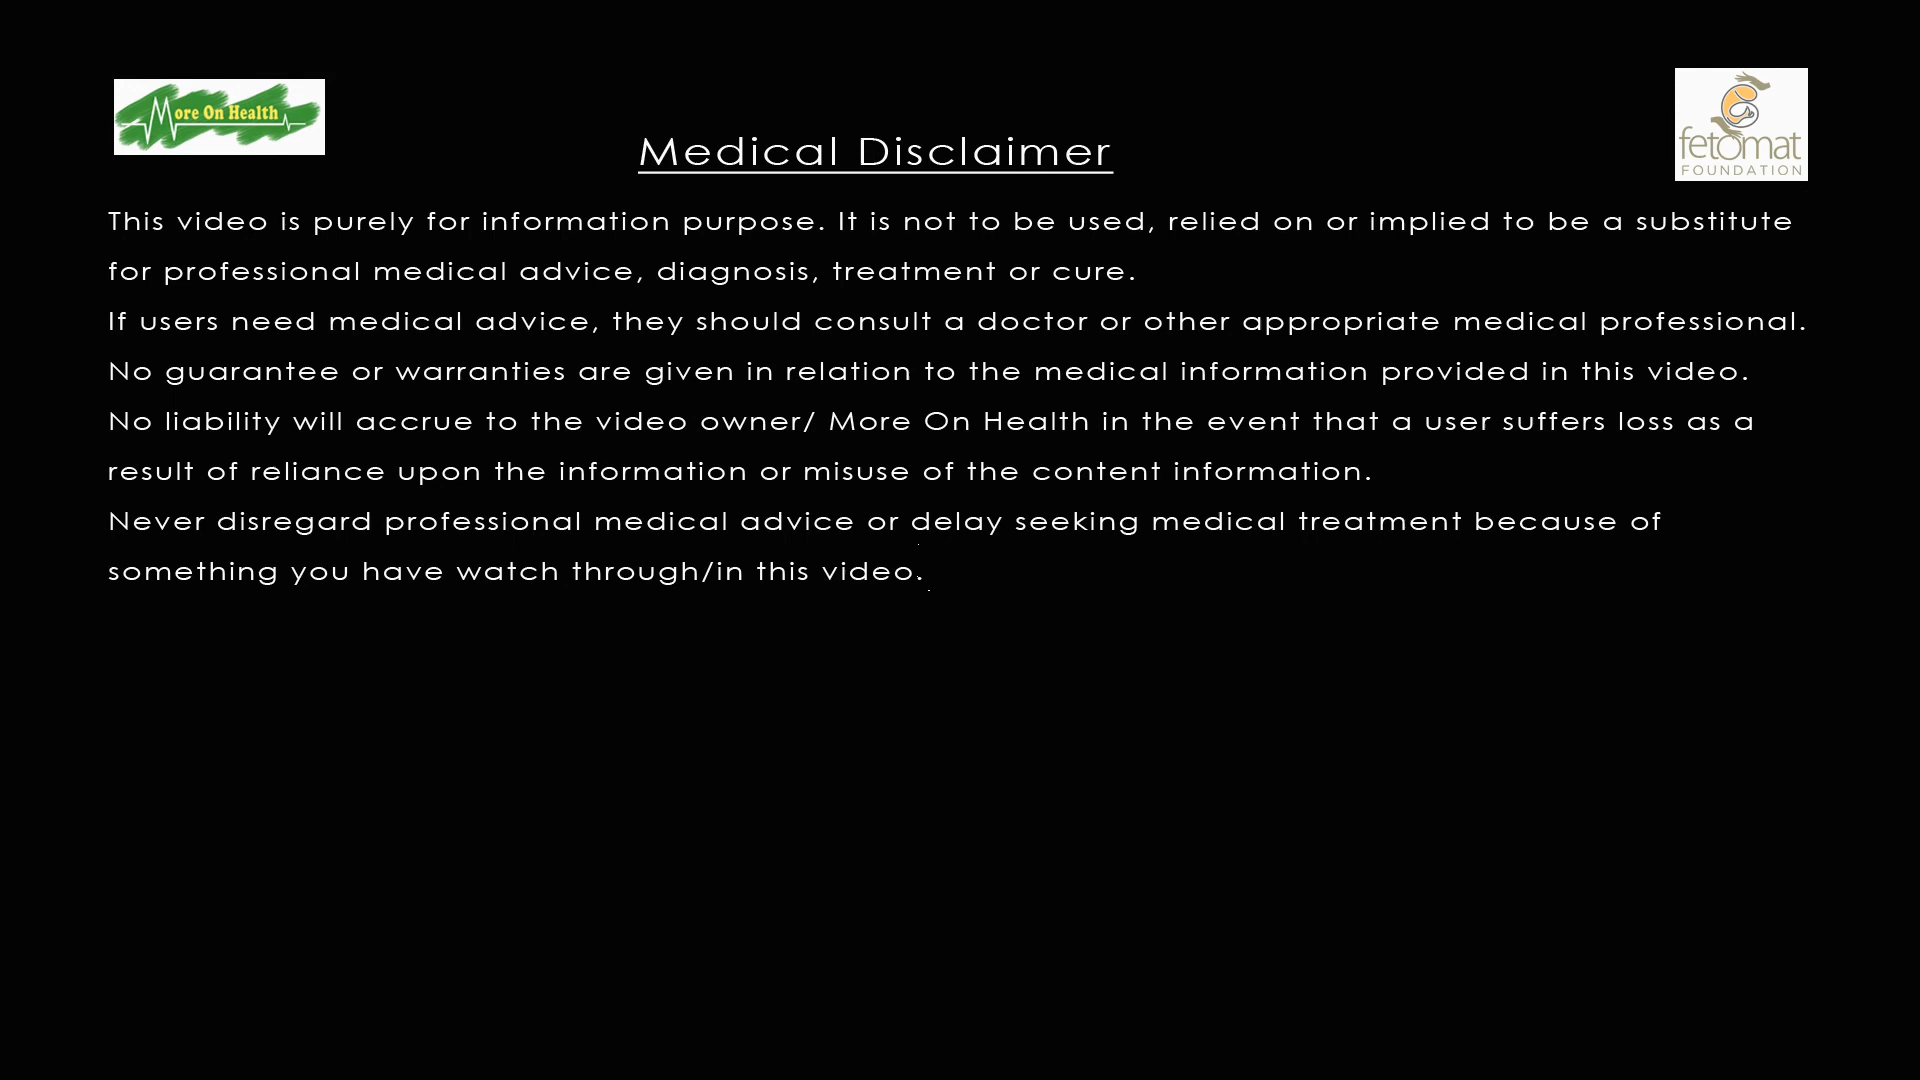 More On Health
fetomat
FOUNDATION
Medical Disclaimer
This video is purely for information purpose. It is not to be used, relied on or implied to be a substitute
for professional medical advice, diagnosis, treatment or cure.
If users need medical advice, they should consult a doctor or other appropriate medical professional.
No guarantee or warranties are given in relation to the medical information provided in this video.
No liability will accrue to the video owner/ More On Health in the event that a user suffers loss as a
result of reliance upon the information or misuse of the content information.
Never disregard professional medical advice or delay seeking medical treatment because of
something you have watch through/in this video.